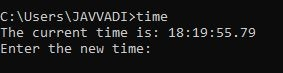 C:\Users\JAVVADI>time
The current time is: 18:19:55.79
Enter the new time: